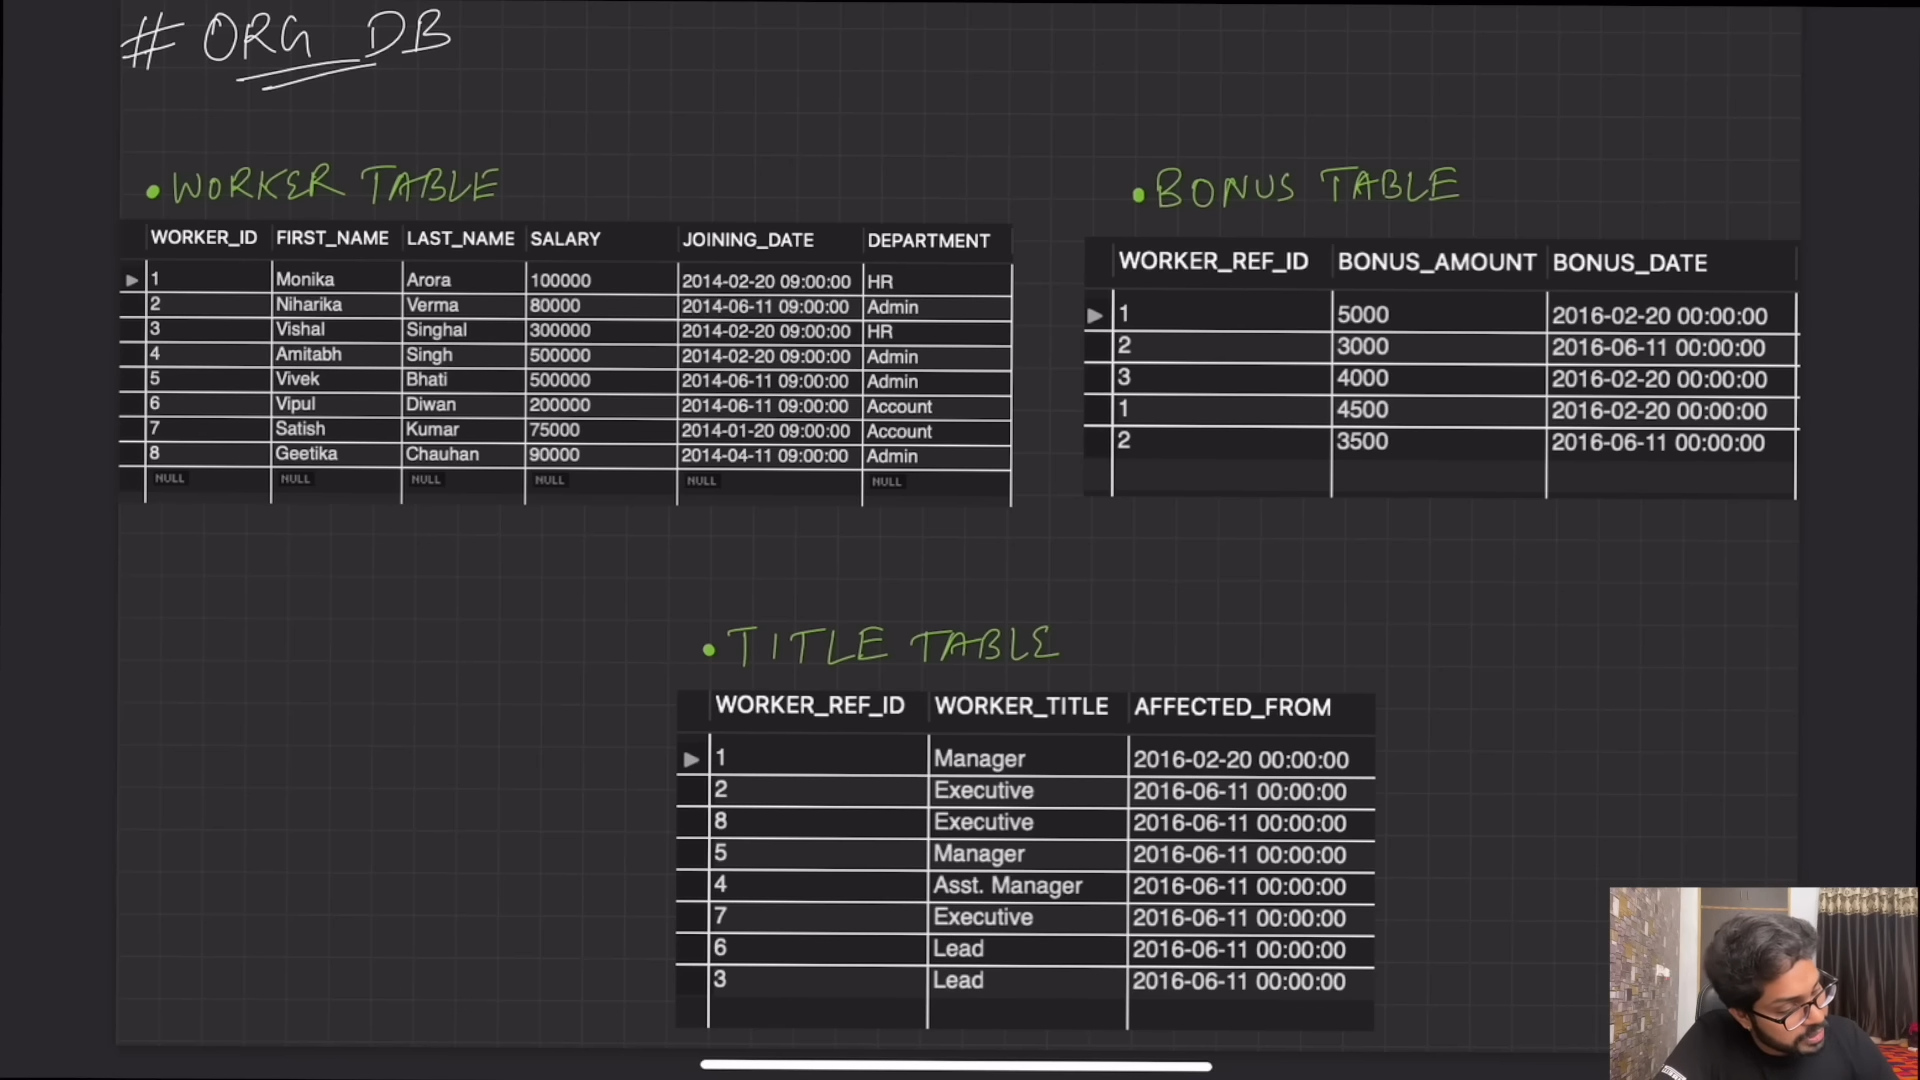 # ORG_DB
• WORKER TABLE
WORKER_ID FIRST_NAME LAST_NAME SALARY JOINING_DATE DEPARTMENT
1 Monika Arora 100000 2014-02-20 09:00:00 HR
2 Niharika Verma 80000 2014-06-11 09:00:00 Admin
3 Vishal Singhal 300000 2014-02-20 09:00:00 HR
4 Amitabh Singh 500000 2014-02-20 09:00:00 Admin
5 Vivek Bhati 500000 2014-06-11 09:00:00 Admin
6 Vipul Diwan 200000 2014-06-11 09:00:00 Account
7 Satish Kumar 75000 2014-01-20 09:00:00 Account
8 Geetika Chauhan 90000 2014-04-11 09:00:00 Admin
NULL NULL NULL NULL NULL NULL
• BONUS TABLE
WORKER_REF_ID BONUS_AMOUNT BONUS_DATE
1 5000 2016-02-20 00:00:00
2 3000 2016-06-11 00:00:00
3 4000 2016-02-20 00:00:00
1 4500 2016-02-20 00:00:00
2 3500 2016-06-11 00:00:00
• TITLE TABLE
WORKER_REF_ID WORKER_TITLE AFFECTED_FROM
1 Manager 2016-02-20 00:00:00
2 Executive 2016-06-11 00:00:00
8 Executive 2016-06-11 00:00:00
5 Manager 2016-06-11 00:00:00
4 Asst. Manager 2016-06-11 00:00:00
7 Executive 2016-06-11 00:00:00
6 Lead 2016-06-11 00:00:00
3 Lead 2016-06-11 00:00:00